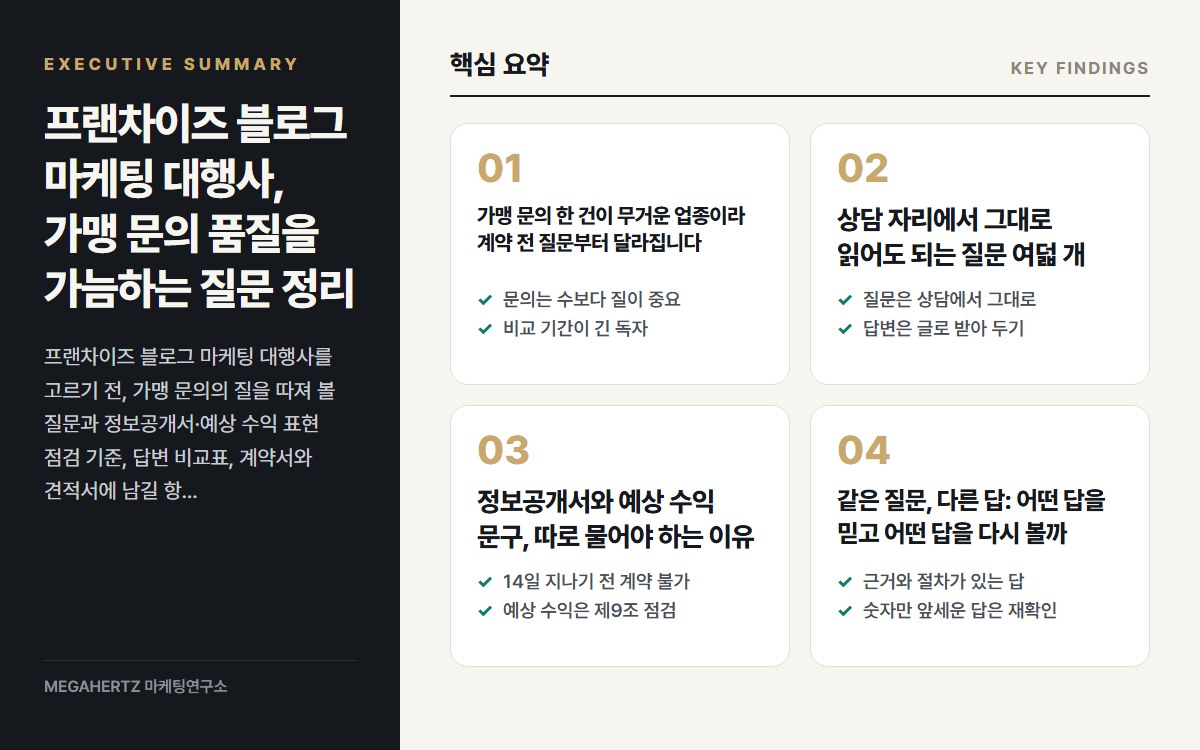 EXECUTIVE SUMMARY
프랜차이즈 블로그
마케팅 대행사,
가맹 문의 품질을
가늠하는 질문 정리
프랜차이즈 블로그 마케팅 대행사를
고르기 전, 가맹 문의의 질을 따져 볼
질문과 정보공개서·예상 수익 표현
점검 기준, 답변 비교표, 계약서와
견적서에 남길 항...
MEGAHERTZ 마케팅연구소
핵심 요약
KEY FINDINGS
01
가맹 문의 한 건이 무거운 업종이라
계약 전 질문부터 달라집니다
✓ 문의는 수보다 질이 중요
✓ 비교 기간이 긴 독자
02
상담 자리에서 그대로
읽어도 되는 질문 여덟 개
✓ 질문은 상담에서 그대로
✓ 답변은 글로 받아 두기
03
정보공개서와 예상 수익
문구, 따로 물어야 하는 이유
✓ 14일 지나기 전 계약 불가
✓ 예상 수익은 제9조 점검
04
같은 질문, 다른 답: 어떤 답을
믿고 어떤 답을 다시 볼까
✓ 근거와 절차가 있는 답
✓ 숫자만 앞세운 답은 재확인